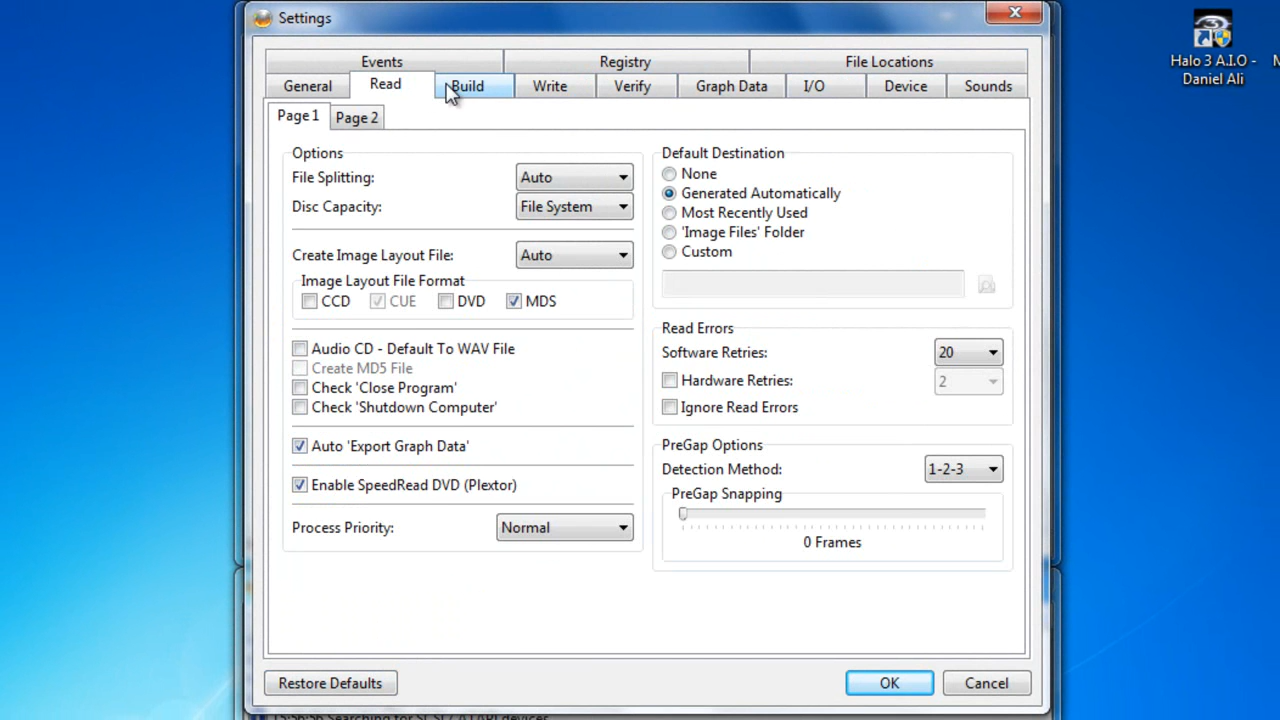 Settings
Events Registry File Locations
General Read Build Write Verify Graph Data I/O Device Sounds
Page 1 Page 2
Options
File Splitting: Auto
Disc Capacity: File System
Create Image Layout File: Auto
Image Layout File Format
CCD CUE DVD MDS
Audio CD - Default To WAV File
Create MD5 File
Check 'Close Program'
Check 'Shutdown Computer'
Auto 'Export Graph Data'
Enable SpeedRead DVD (Plextor)
Process Priority: Normal
Default Destination
None
Generated Automatically
Most Recently Used
'Image Files' Folder
Custom
Read Errors
Software Retries: 20
Hardware Retries: 2
Ignore Read Errors
PreGap Options
Detection Method: 1-2-3
PreGap Snapping
0 Frames
Restore Defaults OK Cancel
Halo 3 A.I.O -
Daniel Ali